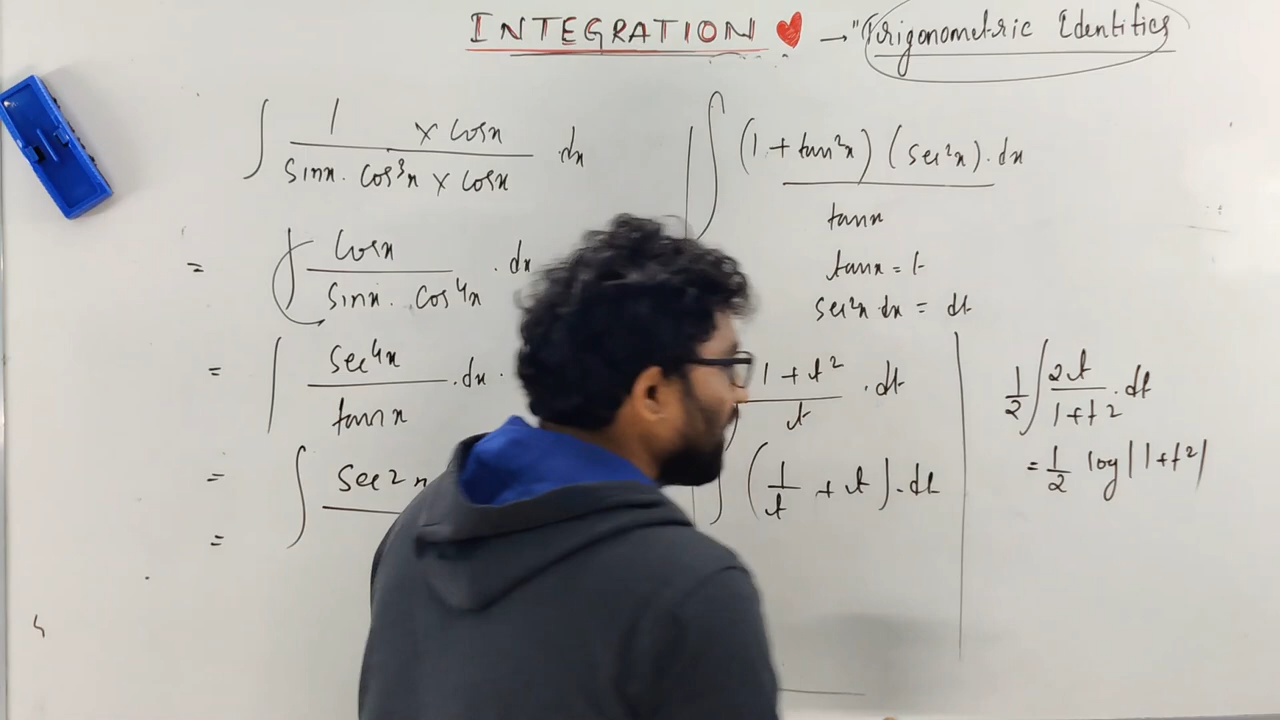 INTEGRATION ❤ → "Trigonometric Identities
∫ 1 × cosx / sinx. cos³x × cosx dx
= ∫ cosx / sinx. cos⁴x . dx
= ∫ sec⁴x / tanx .dx
= ∫ sec²x
=
∫ (1 + tan²x) (sec²x). dx / tanx
tanx = t
sec²x dx = dt
1 + t² / t . dt
∫ (1/t + t). dt
1/2 ∫ 2t / 1+t² . dt
= 1/2 log|1+t²|